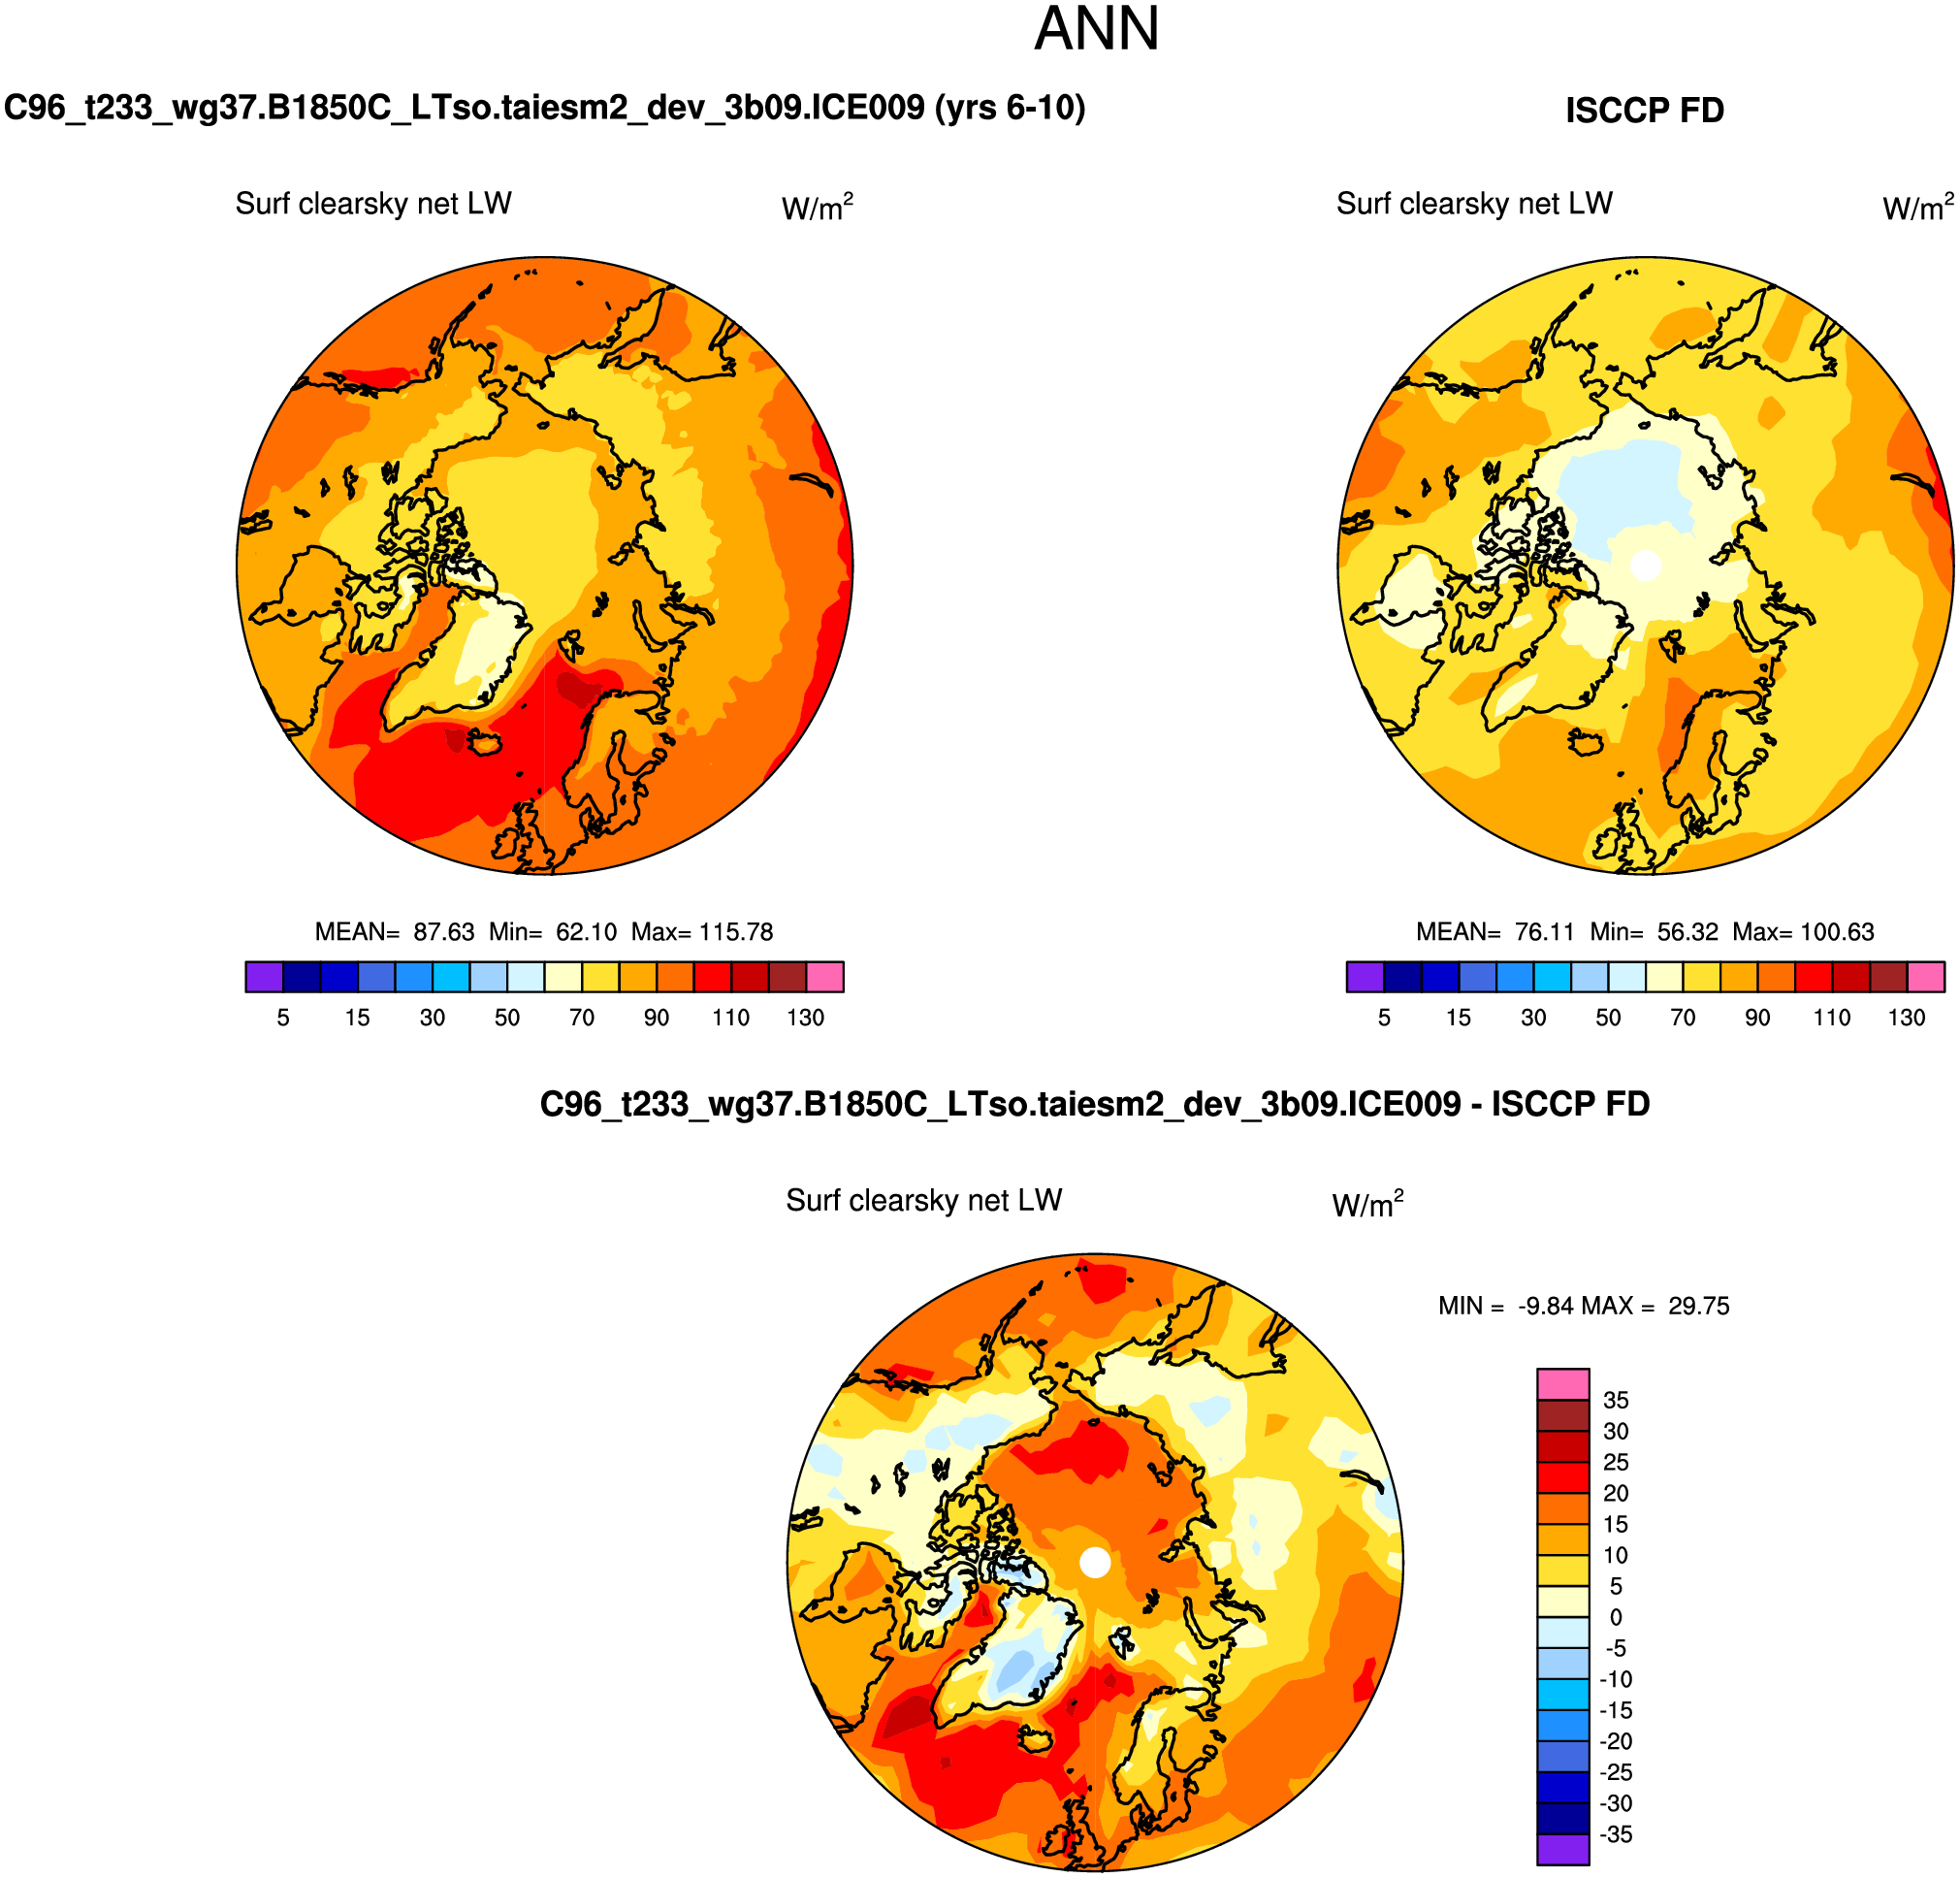 ANN
C96_t233_wg37.B1850C_LTso.taiesm2_dev_3b09.ICE009 (yrs 6-10)
ISCCP FD
Surf clearsky net LW W/m2
Surf clearsky net LW W/m2
MEAN= 87.63 Min= 62.10 Max= 115.78
MEAN= 76.11 Min= 56.32 Max= 100.63
5 15 30 50 70 90 110 130
5 15 30 50 70 90 110 130
C96_t233_wg37.B1850C_LTso.taiesm2_dev_3b09.ICE009 - ISCCP FD
Surf clearsky net LW W/m2
MIN = -9.84 MAX = 29.75
35
30
25
20
15
10
5
0
-5
-10
-15
-20
-25
-30
-35